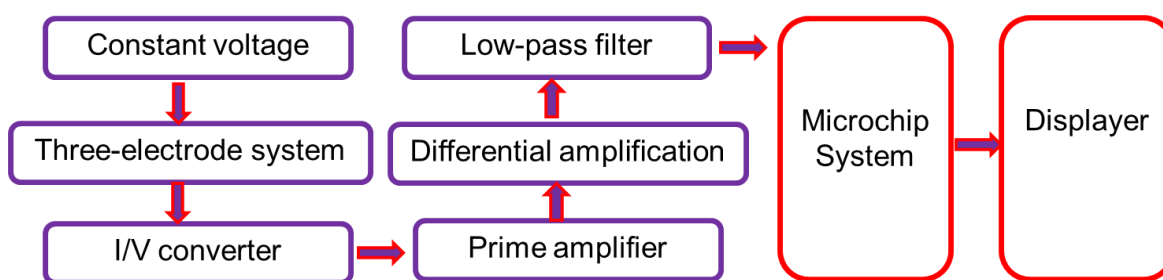 Constant voltage
Three-electrode system
I/V converter
Prime amplifier
Differential amplification
Low-pass filter
Microchip
System
Displayer